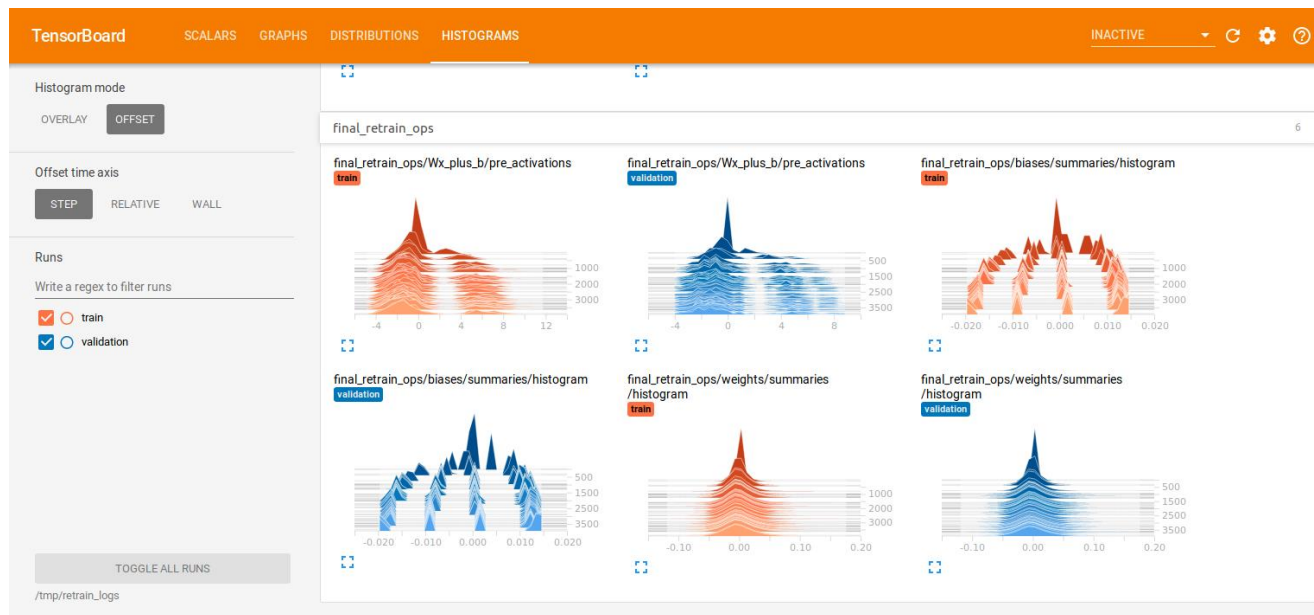 TensorBoard SCALARS GRAPHS DISTRIBUTIONS HISTOGRAMS INACTIVE
Histogram mode
OVERLAY OFFSET
Offset time axis
STEP RELATIVE WALL
Runs
Write a regex to filter runs
train
validation
TOGGLE ALL RUNS
/tmp/retrain_logs
final_retrain_ops 6
final_retrain_ops/Wx_plus_b/pre_activations
train
1000
2000
3000
-4 0 4 8 12
final_retrain_ops/Wx_plus_b/pre_activations
validation
500
1500
2500
3500
-4 0 4 8
final_retrain_ops/biases/summaries/histogram
train
1000
2000
3000
-0.020 -0.010 0.000 0.010 0.020
final_retrain_ops/biases/summaries/histogram
validation
500
1500
2500
3500
-0.020 -0.010 0.000 0.010 0.020
final_retrain_ops/weights/summaries
/histogram
train
1000
2000
3000
-0.10 0.00 0.10 0.20
final_retrain_ops/weights/summaries
/histogram
validation
500
1500
2500
3500
-0.10 0.00 0.10 0.20